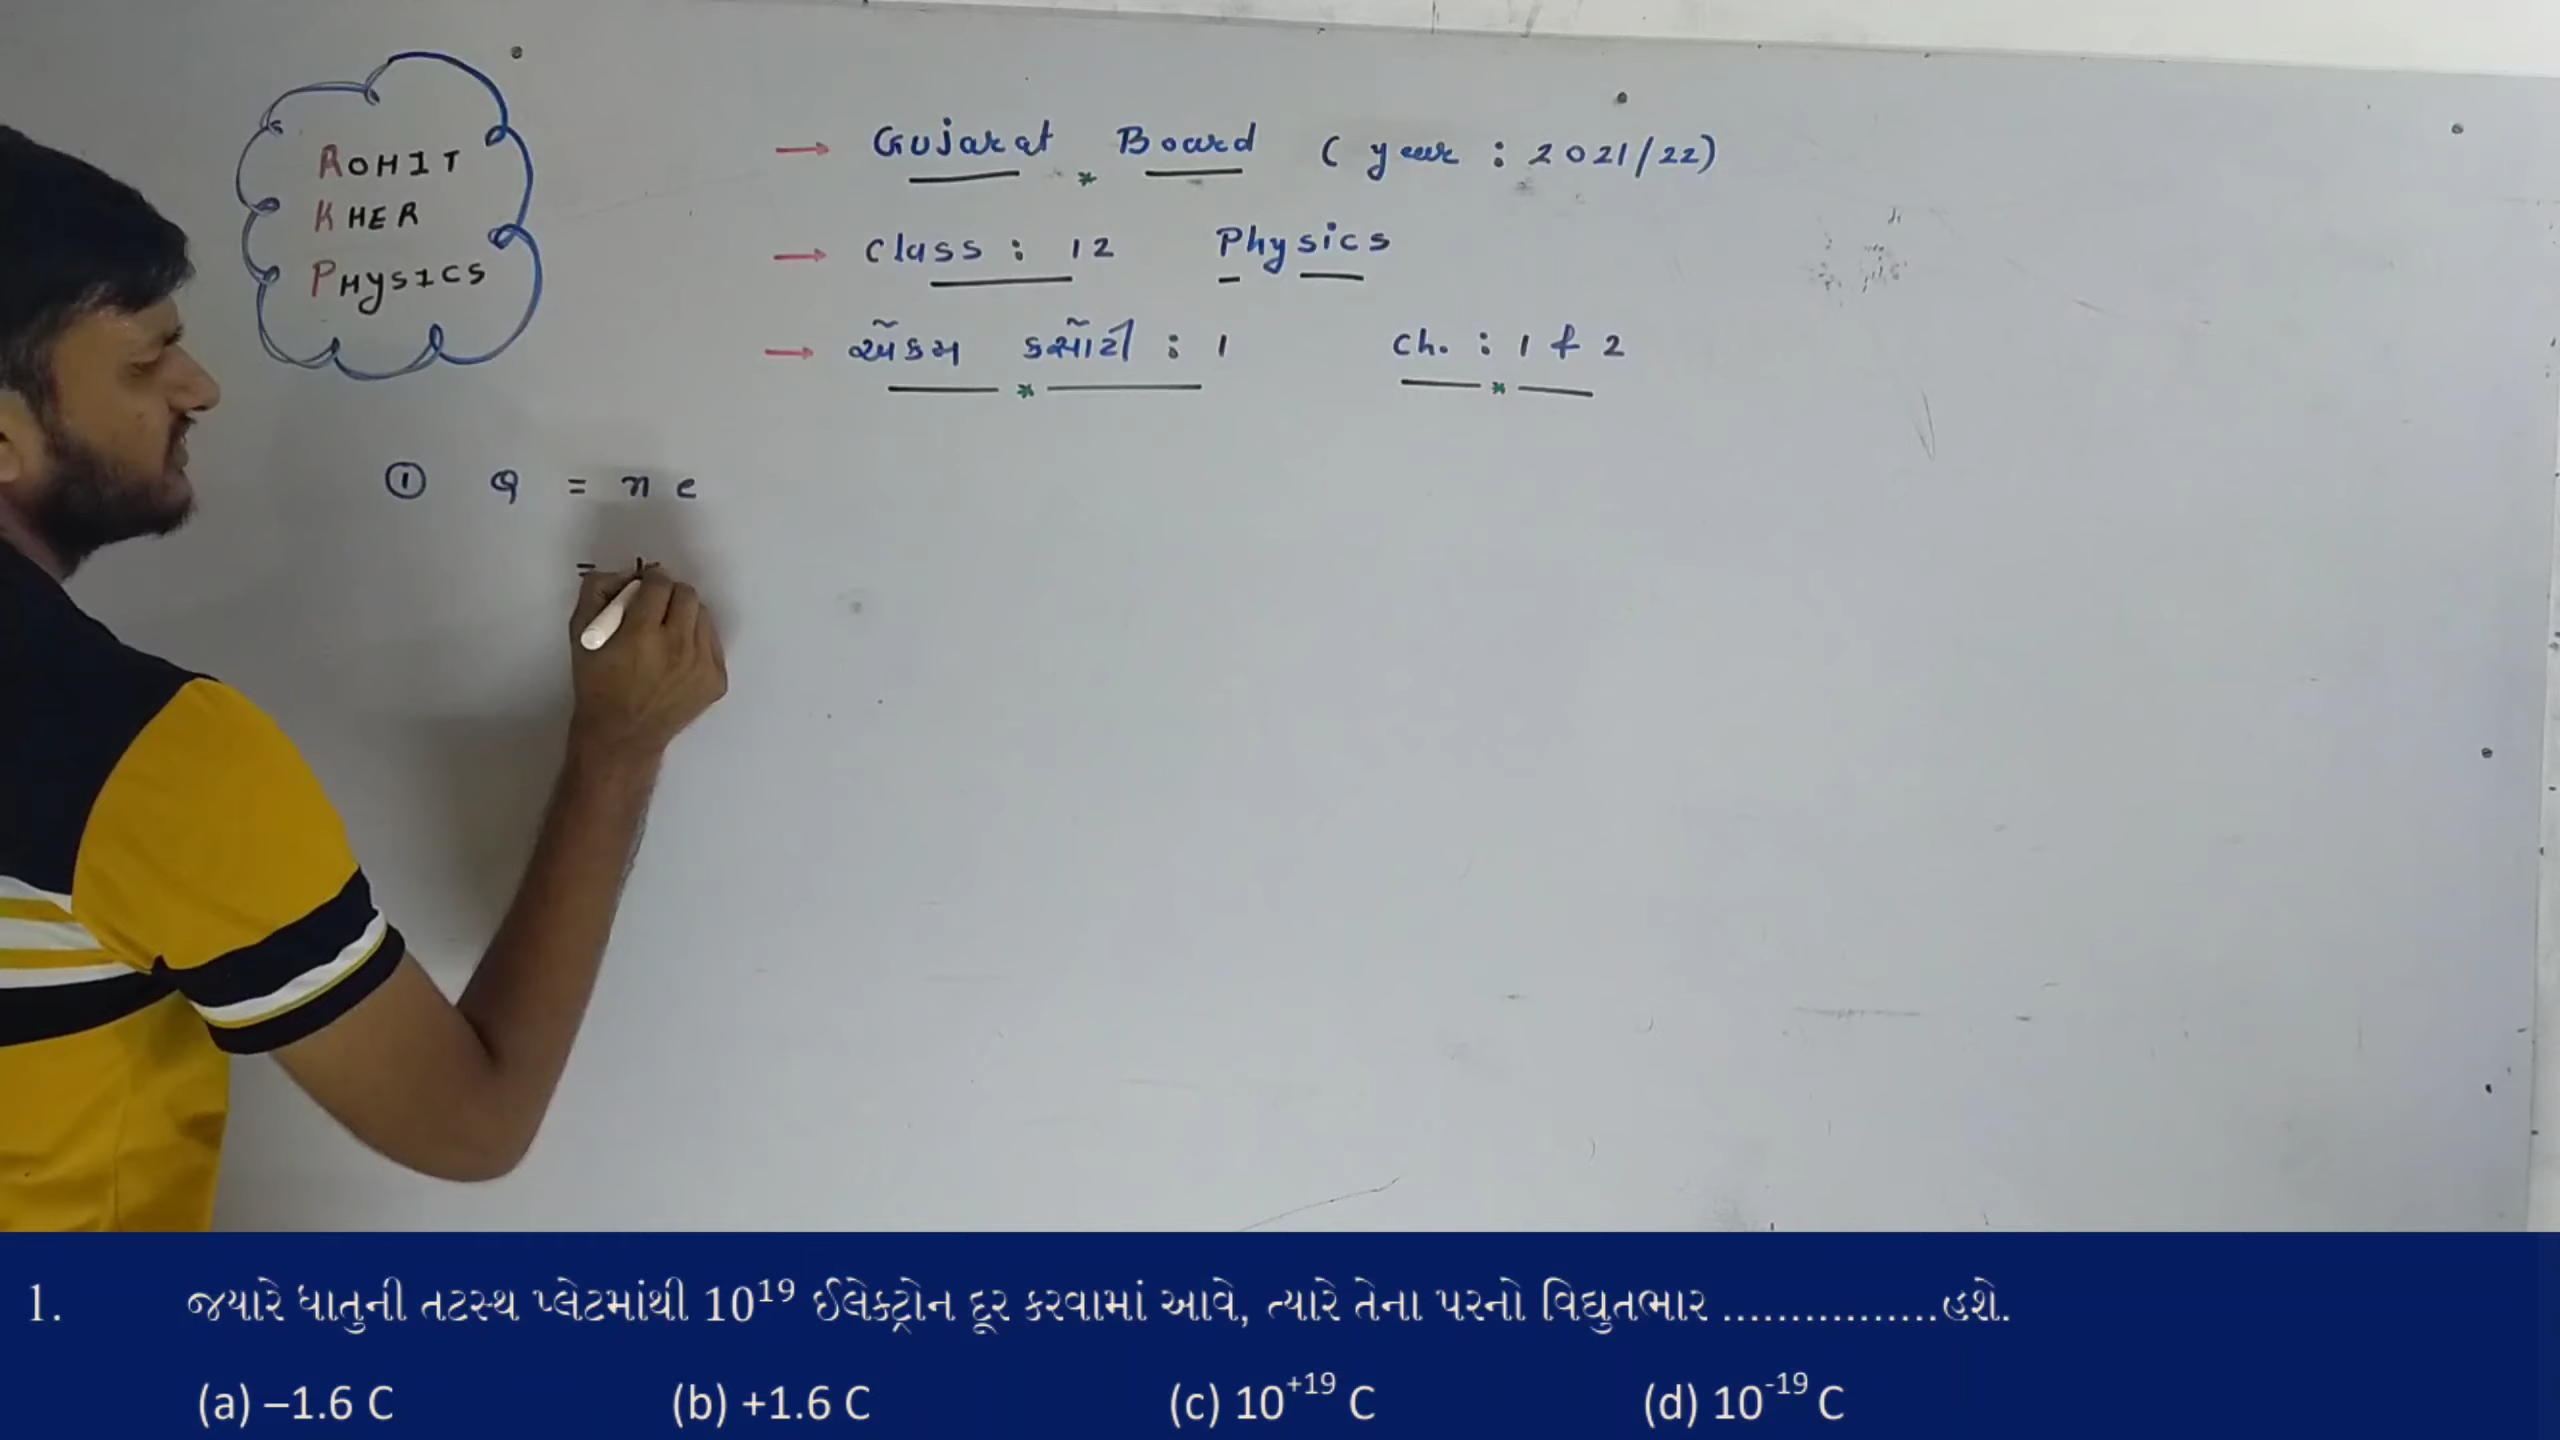 ROHIT
KHER
PHYSICS
→ Gujarat Board (year : 2021/22)
→ Class : 12 Physics
→ એકમ કસોટી : 1 Ch. : 1 & 2
① Q = n e
=
1. જયારે ધાતુની તટસ્થ પ્લેટમાંથી 10¹⁹ ઈલેક્ટ્રોન દૂર કરવામાં આવે, ત્યારે તેના પરનો વિદ્યુતભાર ................હશે.
(a) –1.6 C (b) +1.6 C (c) 10⁺¹⁹ C (d) 10⁻¹⁹ C